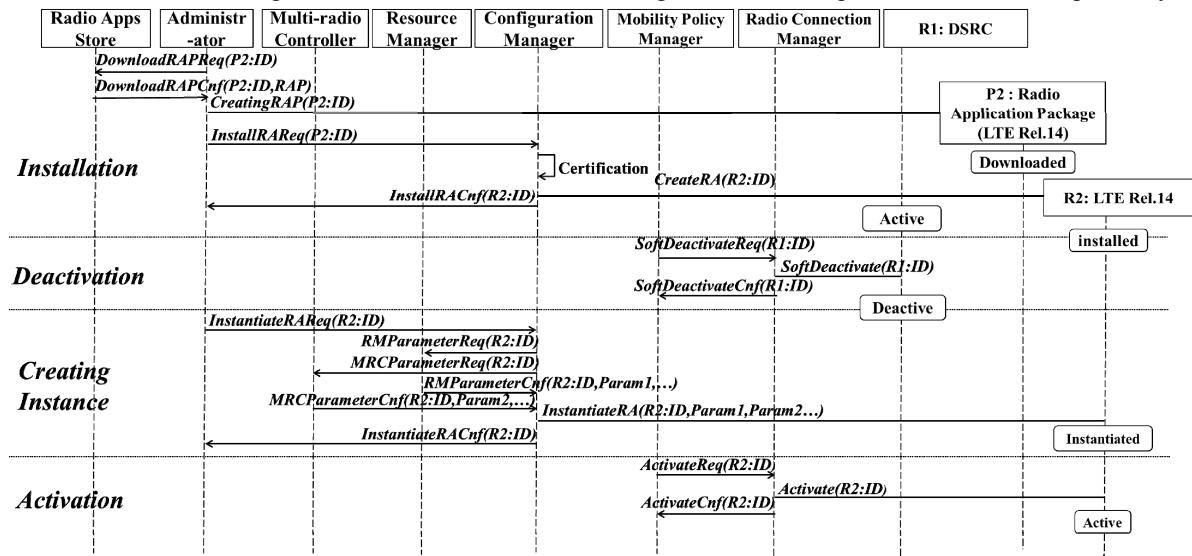 Radio Apps Store
Administr-ator
Multi-radio Controller
Resource Manager
Configuration Manager
Mobility Policy Manager
Radio Connection Manager
R1: DSRC
DownloadRAPReq(P2:ID)
DownloadRAPCnf(P2:ID,RAP)
CreatingRAP(P2:ID)
P2 : Radio
Application Package
(LTE Rel.14)
InstallRAReq(P2:ID)
Installation
Downloaded
Certification
CreateRA(R2:ID)
InstallRACnf(R2:ID)
R2: LTE Rel.14
Active
installed
SoftDeactivateReq(R1:ID)
Deactivation
SoftDeactivate(R1:ID)
SoftDeactivateCnf(R1:ID)
Deactive
InstantiateRAReq(R2:ID)
RMParameterReq(R2:ID)
MRCParameterReq(R2:ID)
Creating
Instance
RMParameterCnf(R2:ID,Param1,…)
MRCParameterCnf(R2:ID,Param2,…)
InstantiateRA(R2:ID,Param1,Param2…)
InstantiateRACnf(R2:ID)
Instantiated
ActivateReq(R2:ID)
Activation
Activate(R2:ID)
ActivateCnf(R2:ID)
Active